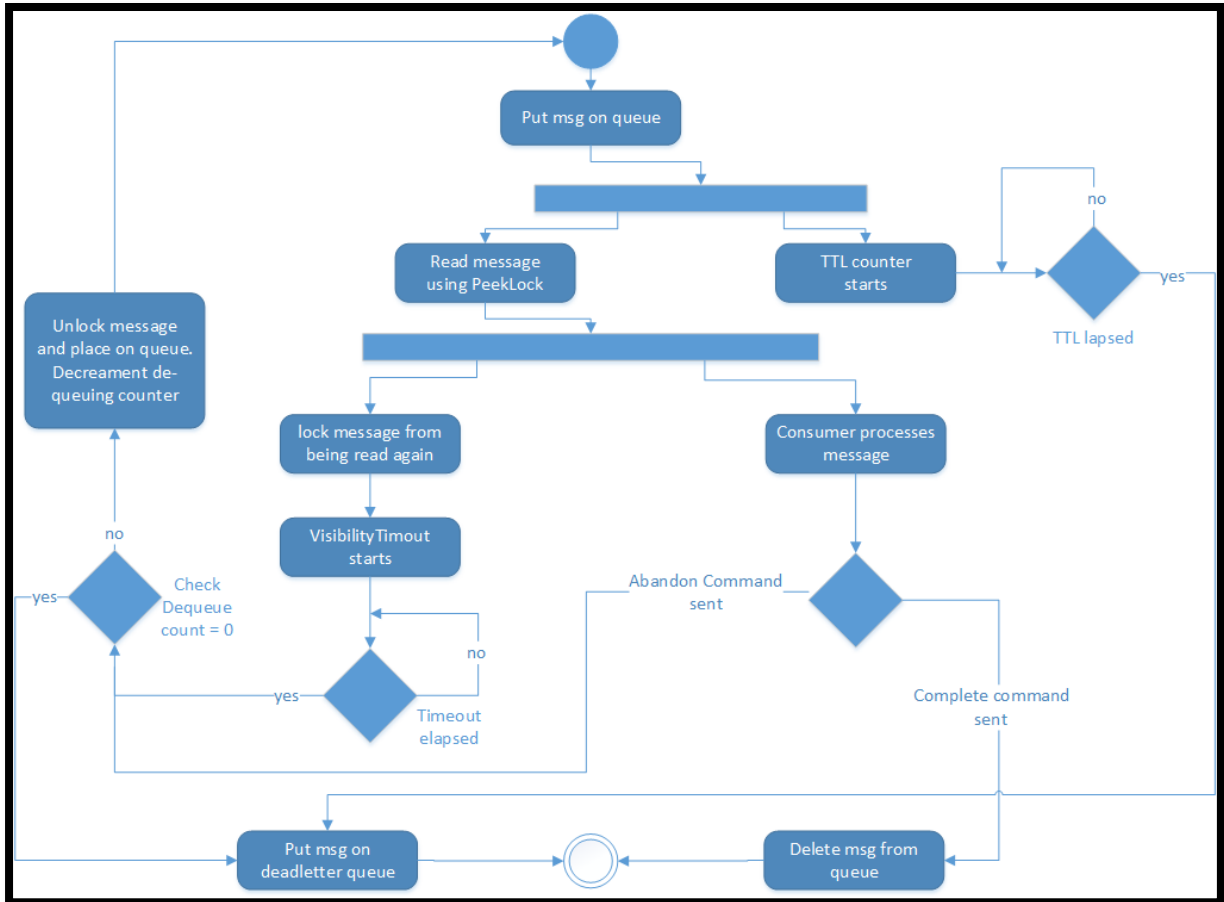 Put msg on queue
no
Read message
using PeekLock
TTL counter
starts
yes
TTL lapsed
Unlock message
and place on queue.
Decreament de-
queuing counter
lock message from
being read again
Consumer processes
message
no
VisibilityTimout
starts
Abandon Command
sent
yes
Check
Dequeue
count = 0
no
yes
Timeout
elapsed
Complete command
sent
Put msg on
deadletter queue
Delete msg from
queue